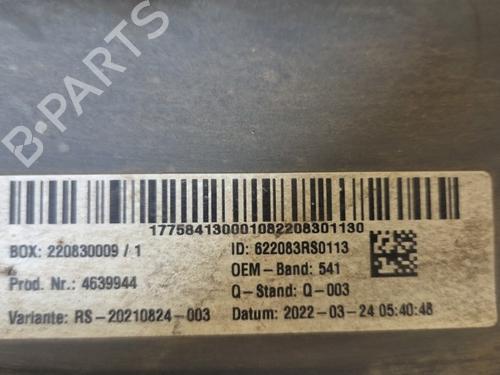 B-PARTS
177584130001082208301130
BOX: 220830009 / 1
ID: 622083RS0113
OEM-Band: 541
Prod. Nr.: 4639944
Q-Stand: Q-003
Variante: RS-20210824-003
Datum: 2022-03-24 05:40:48